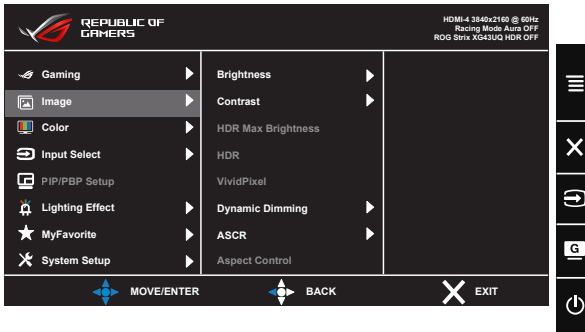 REPUBLIC OF
GAMERS
HDMI-4 3840x2160 @ 60Hz
Racing Mode Aura OFF
ROG Strix XG43UQ HDR OFF
Gaming
Image
Color
Input Select
PIP/PBP Setup
Lighting Effect
MyFavorite
System Setup
Brightness
Contrast
HDR Max Brightness
HDR
VividPixel
Dynamic Dimming
ASCR
Aspect Control
MOVE/ENTER
BACK
EXIT
G